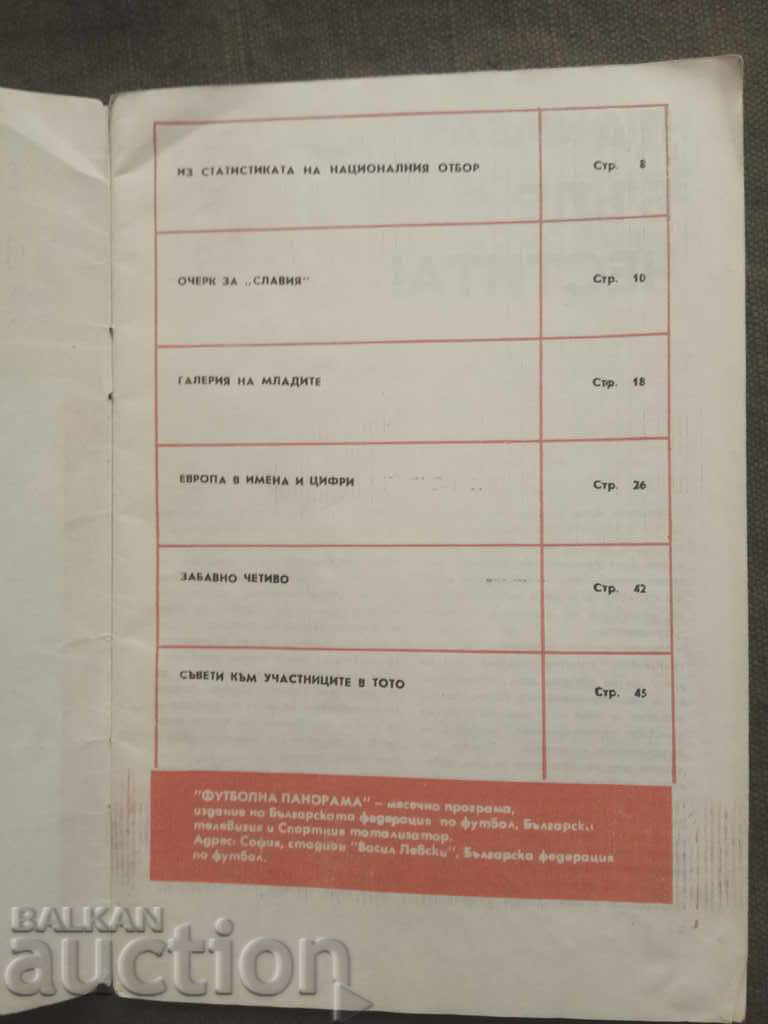 ИЗ СТАТИСТИКАТА НА НАЦИОНАЛНИЯ ОТБОР Стр. 8
ОЧЕРК ЗА „СЛАВИЯ" Стр. 10
ГАЛЕРИЯ НА МЛАДИТЕ Стр. 18
ЕВРОПА В ИМЕНА И ЦИФРИ Стр. 26
ЗАБАВНО ЧЕТИВО Стр. 42
СЪВЕТИ КЪМ УЧАСТНИЦИТЕ В ТОТО Стр. 45
"ФУТБОЛНА ПАНОРАМА" – месечна програма,
издание на Българската федерация по футбол, Българска
телевизия и Спортния тотализатор.
Адрес: София, стадион "Васил Левски", Българска федерация
по футбол.
BALKAN
auction